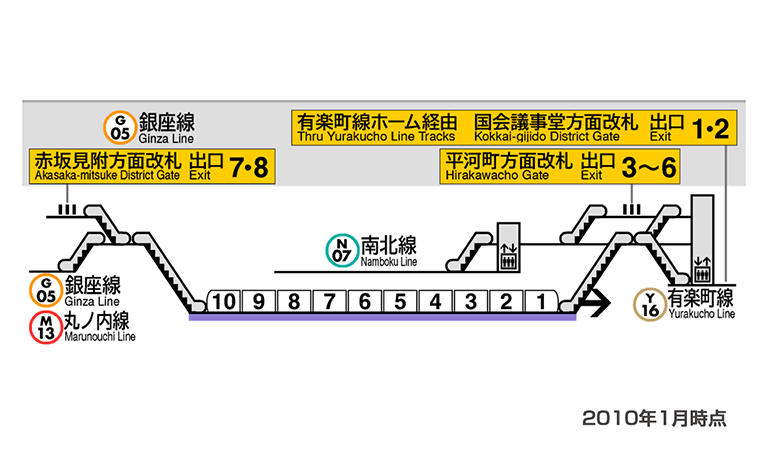 G
05
銀座線
Ginza Line
有楽町線ホーム経由 国会議事堂方面改札 出口 1・2
Thru Yurakucho Line Tracks Kokkai-gijido District Gate Exit
赤坂見附方面改札 出口 7・8
Akasaka-mitsuke District Gate Exit
平河町方面改札 出口 3〜6
Hirakawacho Gate Exit
N
07
南北線
Namboku Line
G
05
銀座線
Ginza Line
M
13
丸ノ内線
Marunouchi Line
10 9 8 7 6 5 4 3 2 1
Y
16
有楽町線
Yurakucho Line
2010年1月時点